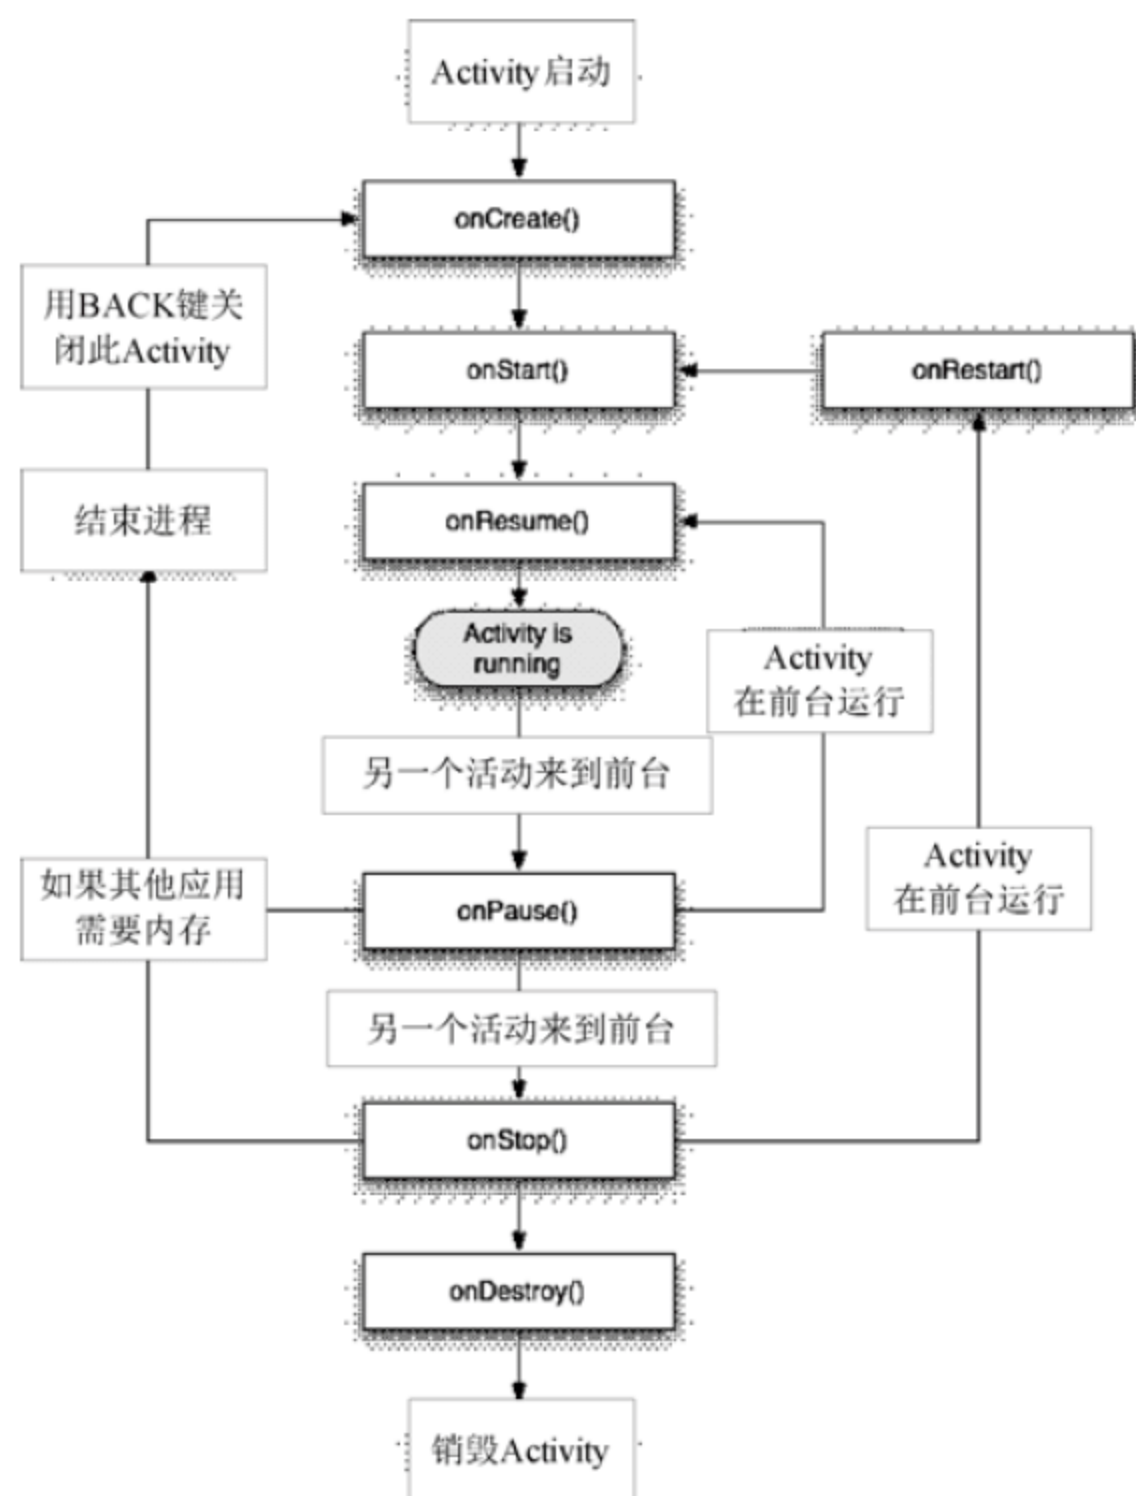 Activity启动
onCreate()
用BACK键关
闭此Activity
onStart()
onRestart()
结束进程
onResume()
Activity is
running
Activity
在前台运行
另一个活动来到前台
Activity
在前台运行
如果其他应用
需要内存
onPause()
另一个活动来到前台
onStop()
onDestroy()
销毁Activity